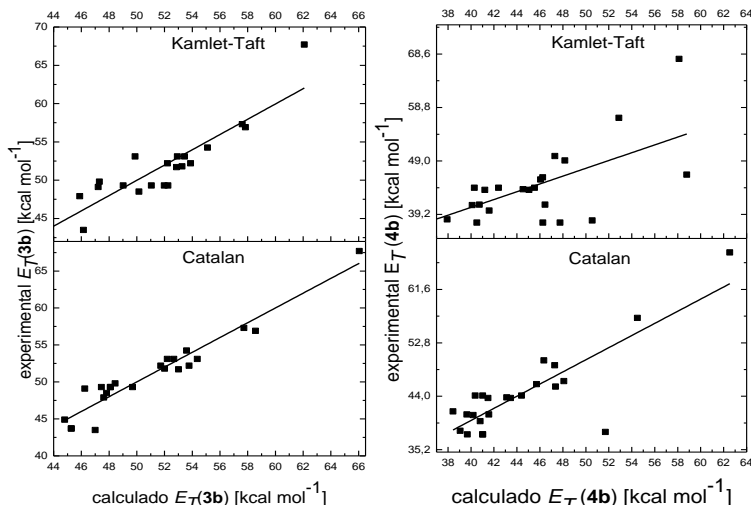 44 46 48 50 52 54 56 58 60 62 64 66
70
65
60
55
50
45
Kamlet-Taft
65
60
55
50
45
40
Catalan
experimental E_T(3b) [kcal mol⁻¹]
44 46 48 50 52 54 56 58 60 62 64 66
calculado E_T(3b) [kcal mol⁻¹]
38 40 42 44 46 48 50 52 54 56 58 60 62 64
68,6
58,8
49,0
39,2
Kamlet-Taft
61,6
52,8
44,0
35,2
Catalan
experimental E_T(4b) [kcal mol⁻¹]
38 40 42 44 46 48 50 52 54 56 58 60 62 64
calculado E_T(4b) [kcal mol⁻¹]